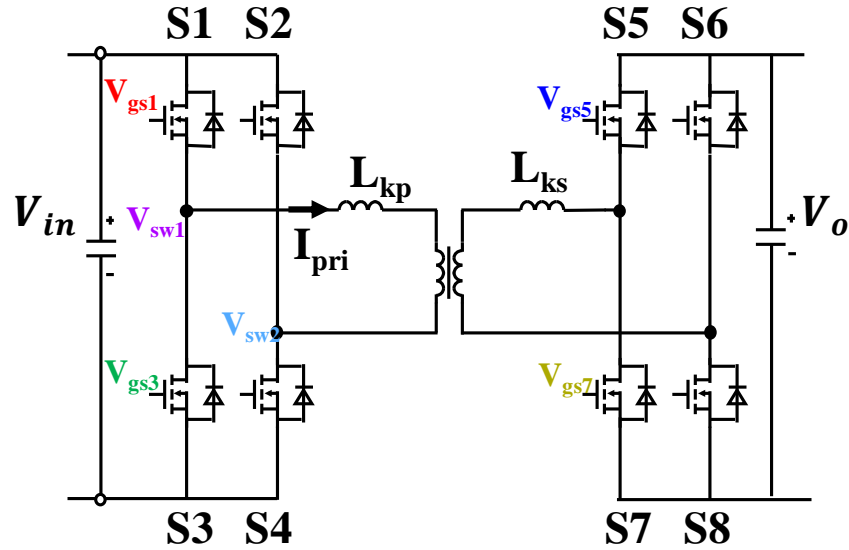 S1 S2 S5 S6
Vgs1
Vgs5
Lkp
Lks
Vin
+
-
Vsw1
Ipri
Vo
+
-
Vsw2
Vgs3
Vgs7
S3 S4 S7 S8